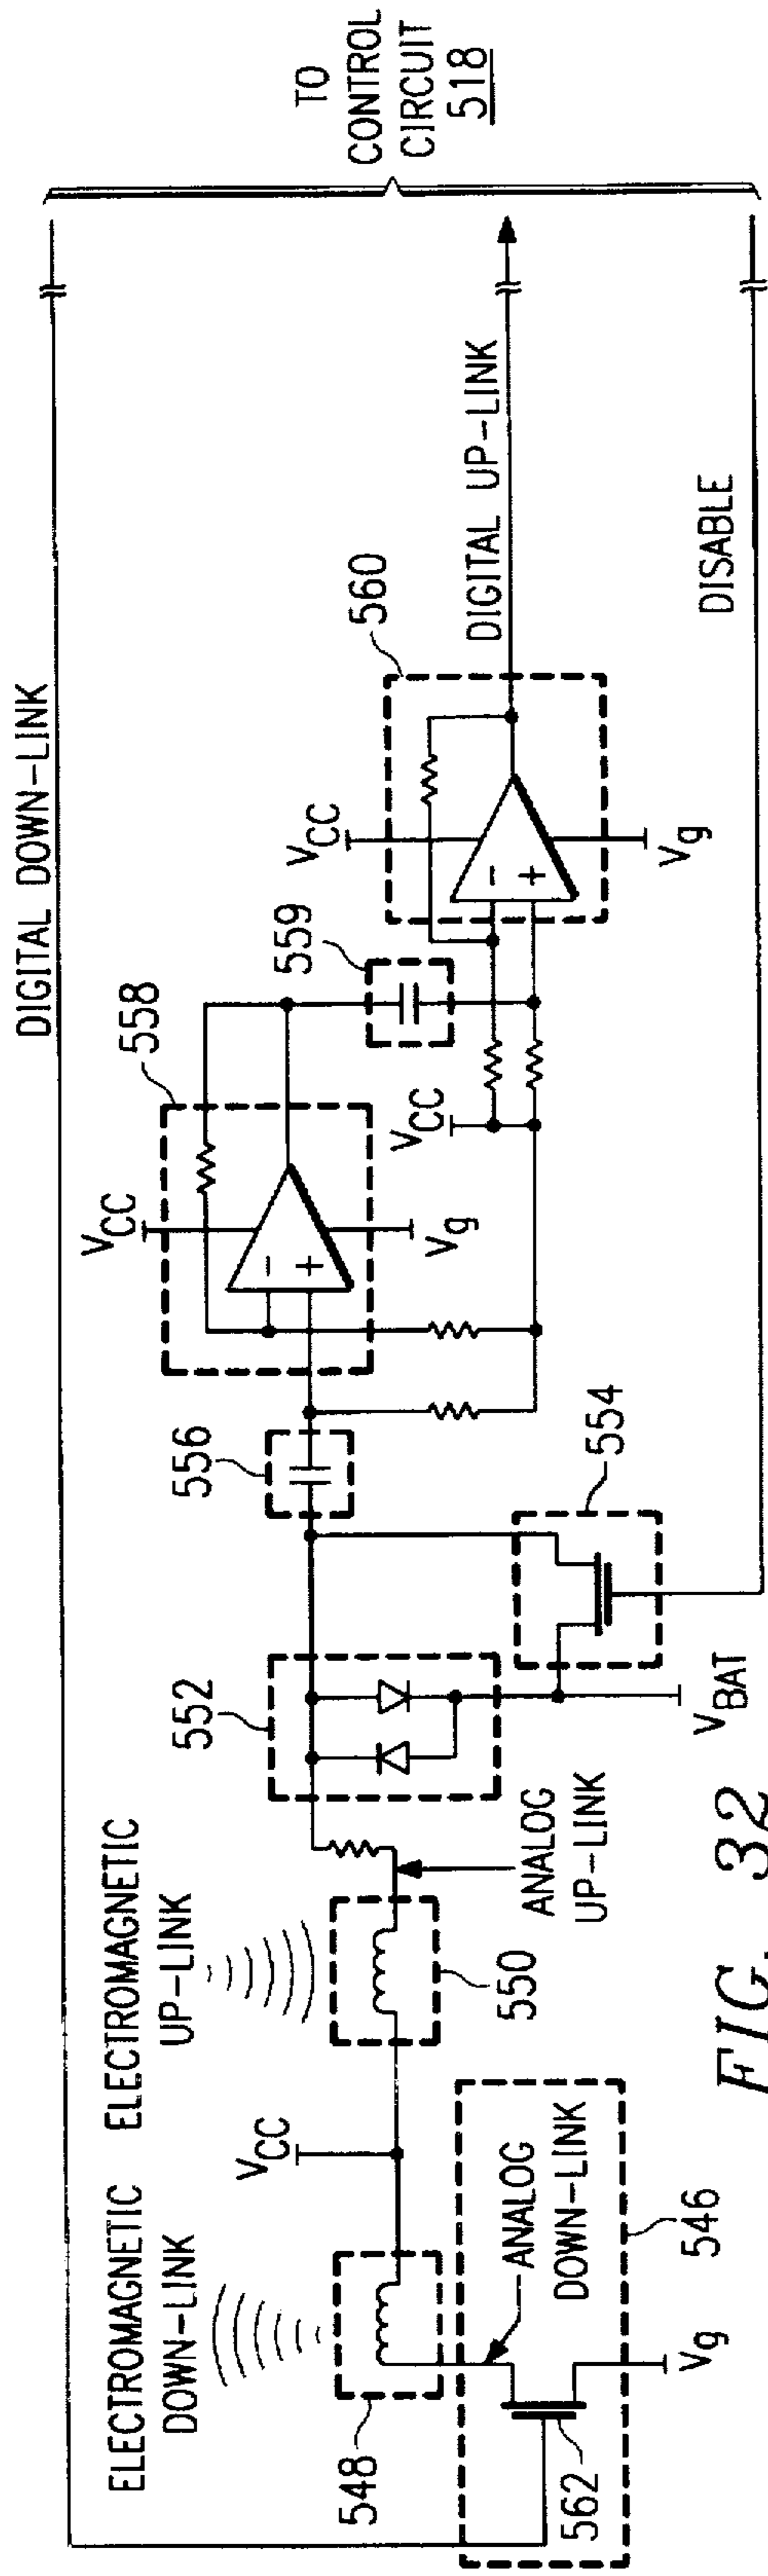 DIGITAL DOWN-LINK
TO
CONTROL
CIRCUIT
518
ELECTROMAGNETIC
DOWN-LINK
ELECTROMAGNETIC
UP-LINK
VCC
548
550
ANALOG
UP-LINK
ANALOG
DOWN-LINK
562
Vg
546
552
VBAT
554
556
558
VCC
Vg
559
VCC
560
VCC
Vg
DIGITAL UP-LINK
DISABLE
FIG. 32